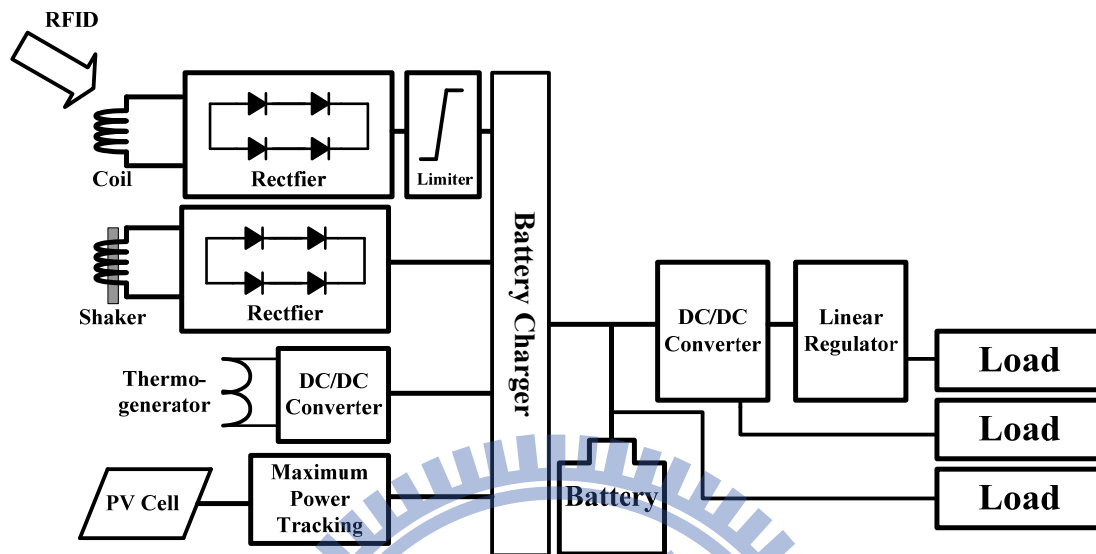 RFID
Coil
Rectfier
Limiter
Shaker
Rectfier
Thermo-
generator
DC/DC
Converter
PV Cell
Maximum
Power
Tracking
Battery Charger
Battery
DC/DC
Converter
Linear
Regulator
Load
Load
Load